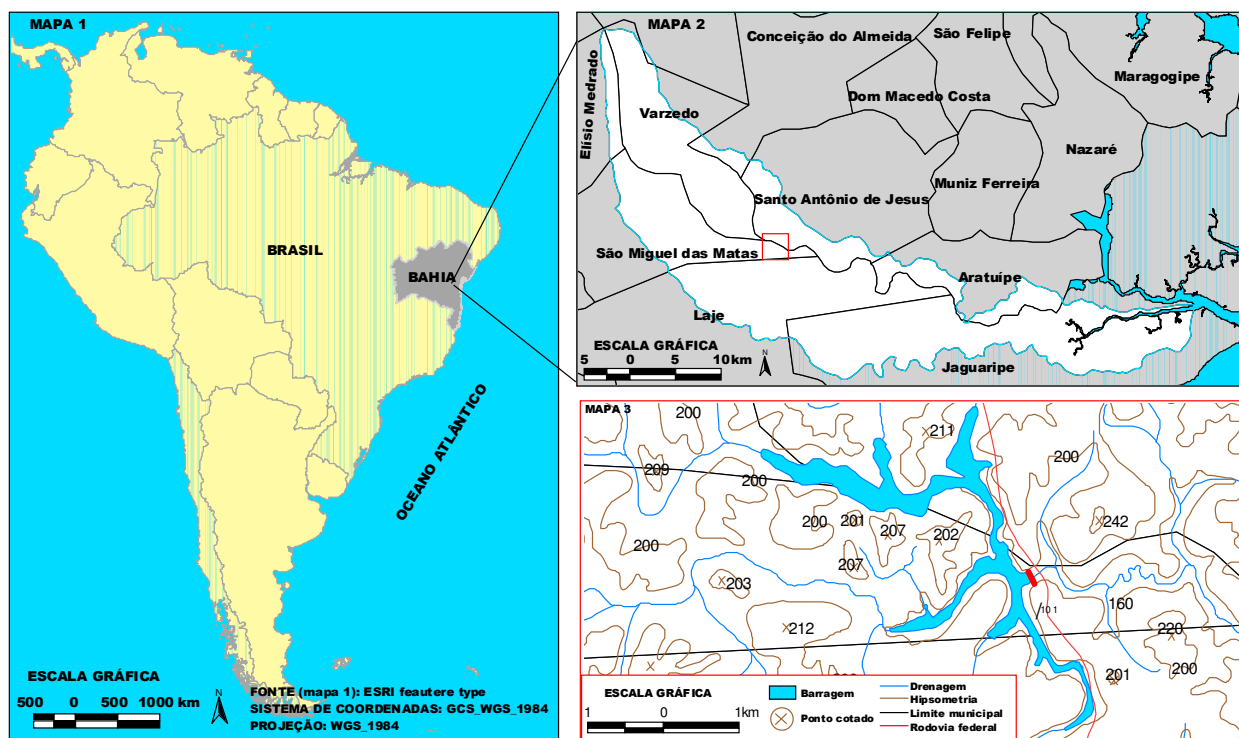 MAPA 1
BRASIL
BAHIA
OCEANO ATLÂNTICO
ESCALA GRÁFICA
500 0 500 1000 km
N
FONTE (mapa 1): ESRI feautere type
SISTEMA DE COORDENADAS: GCS_WGS_1984
PROJEÇÃO: WGS_1984
MAPA 2
Conceição do Almeida
São Felipe
Maragogipe
Elísio Medrado
Varzedo
Dom Macedo Costa
Nazaré
Santo Antônio de Jesus
Muniz Ferreira
São Miguel das Matas
Aratuípe
Laje
Jaguaripe
ESCALA GRÁFICA
5 0 5 10 km
N
MAPA 3
200
211
209
200
200
200
201
207
202
242
200
207
203
160
10 1
212
220
200
201
ESCALA GRÁFICA
1 0 1km
Barragem
Ponto cotado
Drenagem
Hipsometria
Limite municipal
Rodovia federal